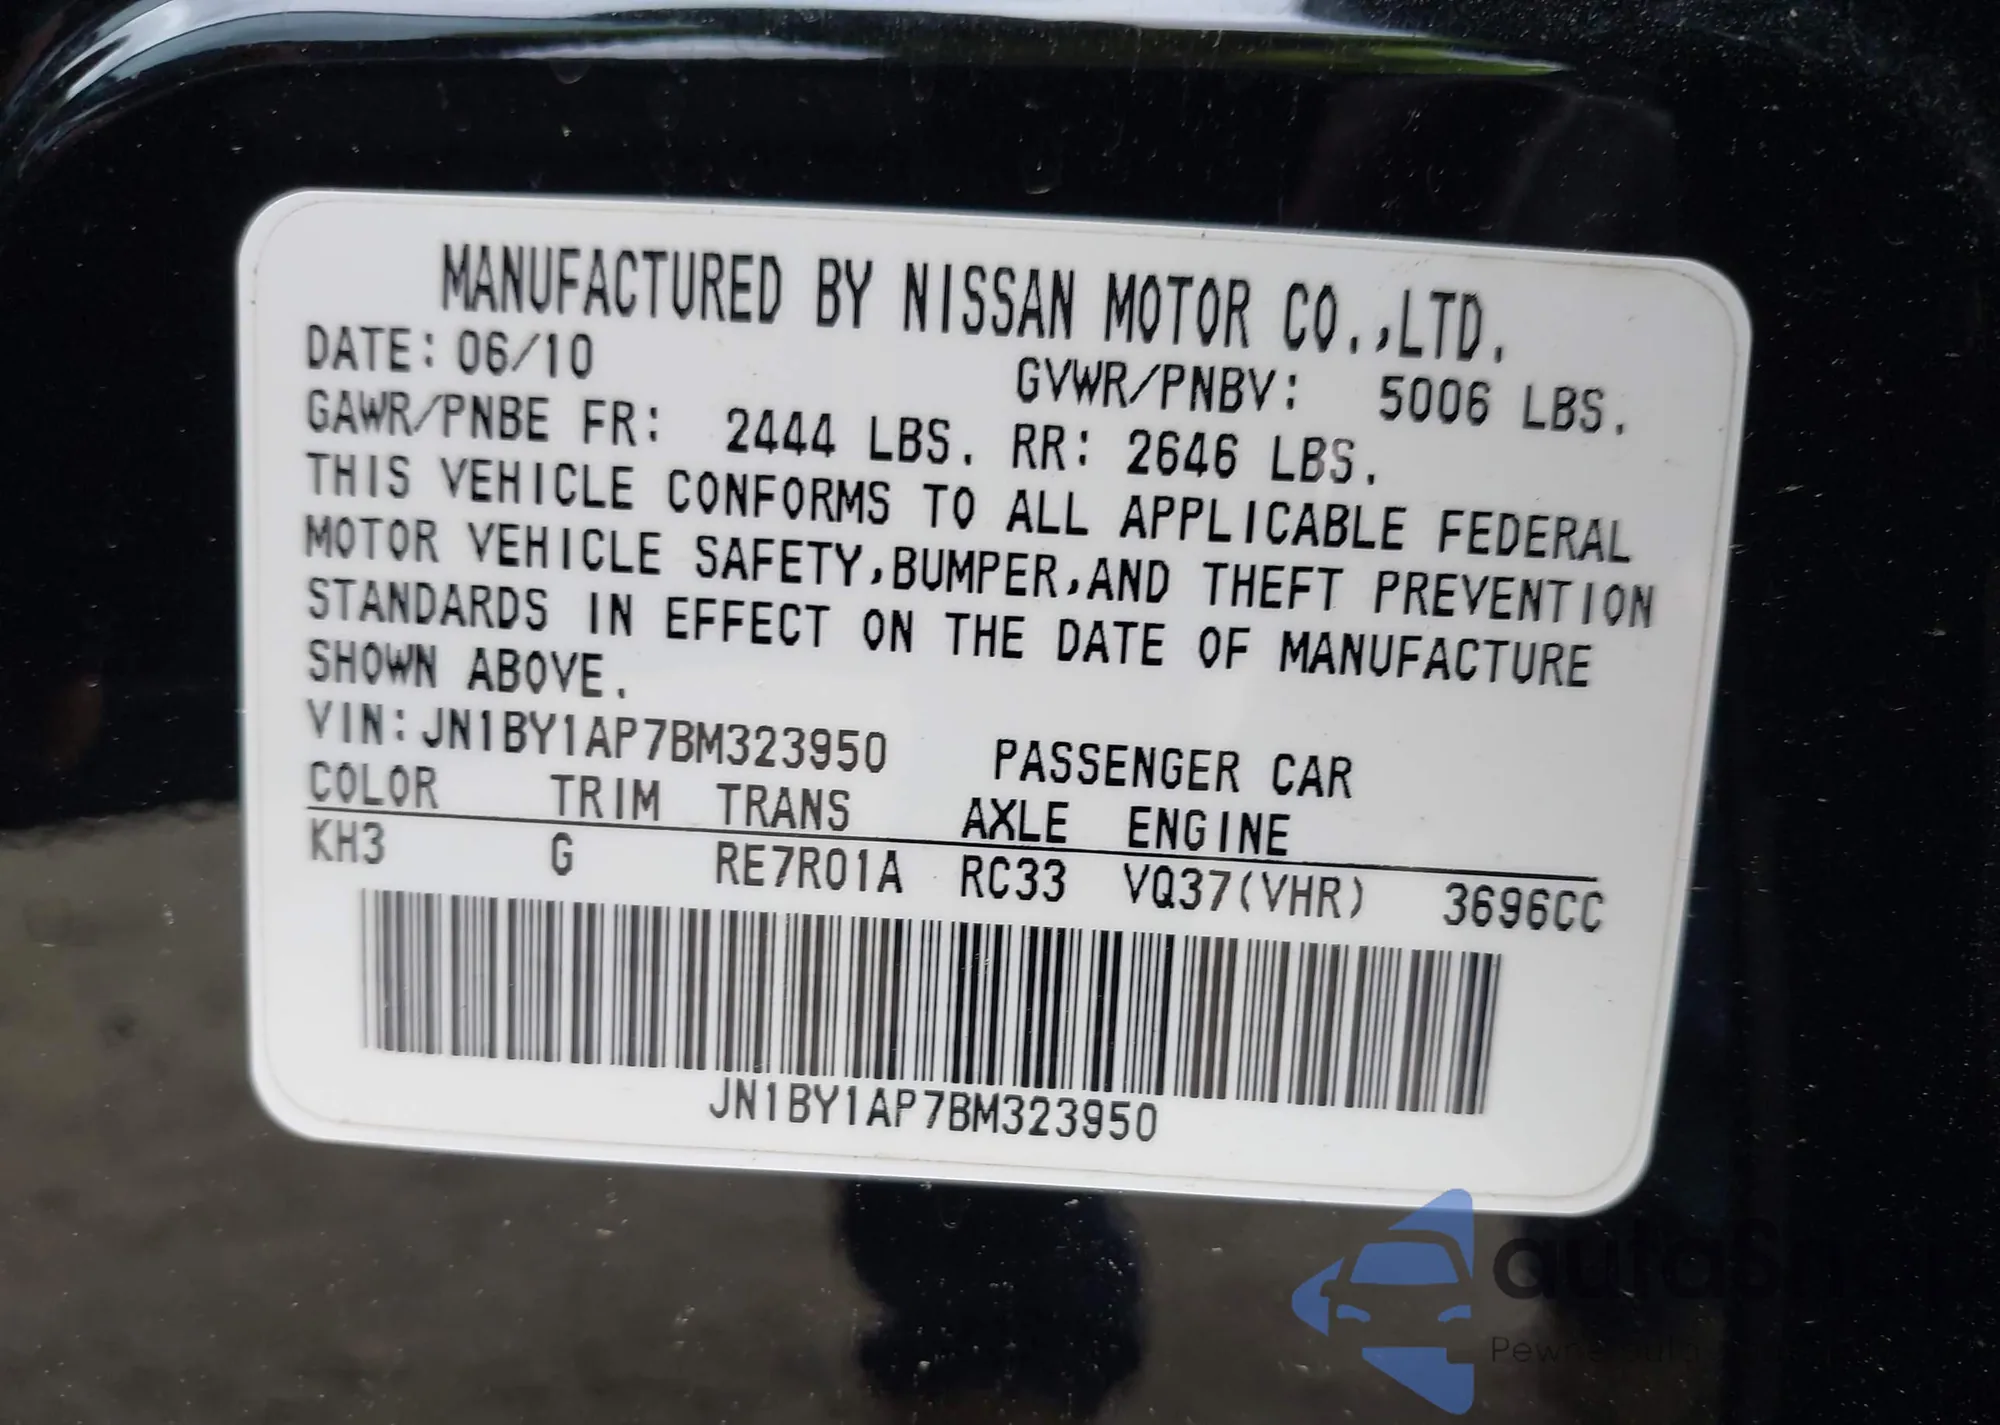 MANUFACTURED BY NISSAN MOTOR CO.,LTD.
DATE: 06/10 GVWR/PNBV: 5006 LBS.
GAWR/PNBE FR: 2444 LBS. RR: 2646 LBS.
THIS VEHICLE CONFORMS TO ALL APPLICABLE FEDERAL
MOTOR VEHICLE SAFETY,BUMPER,AND THEFT PREVENTION
STANDARDS IN EFFECT ON THE DATE OF MANUFACTURE
SHOWN ABOVE.
VIN:JN1BY1AP7BM323950 PASSENGER CAR
COLOR TRIM TRANS AXLE ENGINE
KH3 G RE7R01A RC33 VQ37(VHR) 3696CC
JN1BY1AP7BM323950
Pewne auto